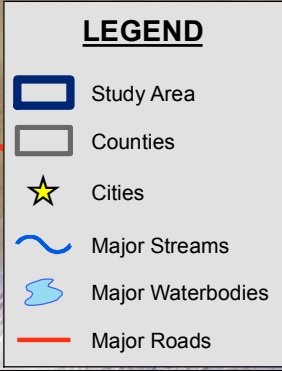 LEGEND
Study Area
Counties
Cities
Major Streams
Major Waterbodies
Major Roads